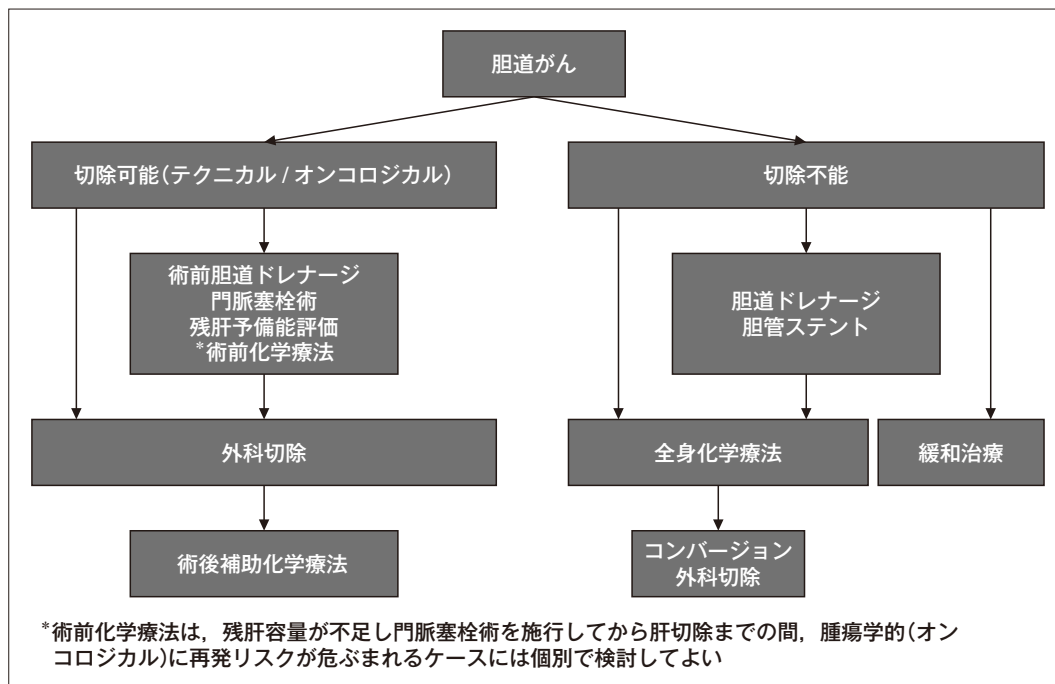 胆道がん
切除可能(テクニカル / オンコロジカル)
切除不能
術前胆道ドレナージ
門脈塞栓術
残肝予備能評価
*術前化学療法
胆道ドレナージ
胆管ステント
外科切除
全身化学療法
緩和治療
術後補助化学療法
コンバージョン
外科切除
*術前化学療法は，残肝容量が不足し門脈塞栓術を施行してから肝切除までの間，腫瘍学的(オン
コロジカル)に再発リスクが危ぶまれるケースには個別で検討してよい